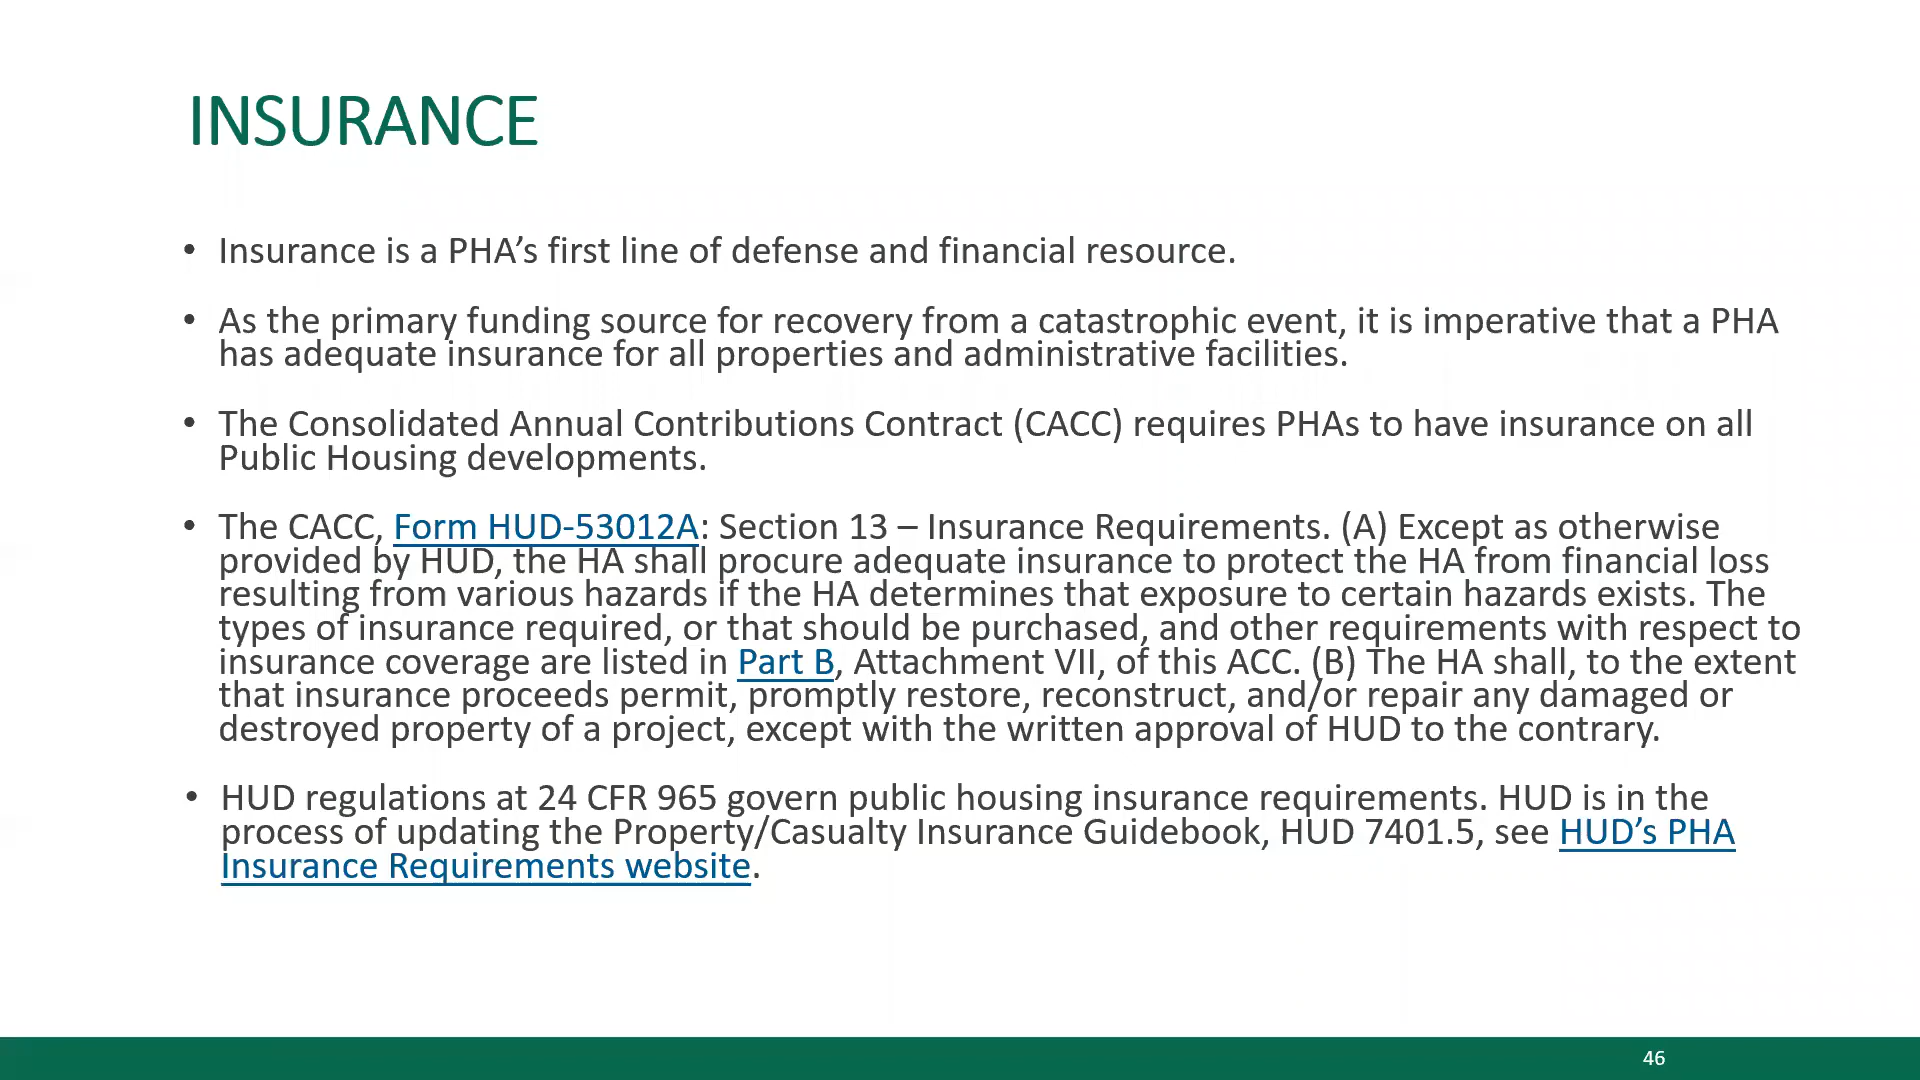 INSURANCE
• Insurance is a PHA’s first line of defense and financial resource.
• As the primary funding source for recovery from a catastrophic event, it is imperative that a PHA
has adequate insurance for all properties and administrative facilities.
• The Consolidated Annual Contributions Contract (CACC) requires PHAs to have insurance on all
Public Housing developments.
• The CACC, Form HUD-53012A: Section 13 – Insurance Requirements. (A) Except as otherwise
provided by HUD, the HA shall procure adequate insurance to protect the HA from financial loss
resulting from various hazards if the HA determines that exposure to certain hazards exists. The
types of insurance required, or that should be purchased, and other requirements with respect to
insurance coverage are listed in Part B, Attachment VII, of this ACC. (B) The HA shall, to the extent
that insurance proceeds permit, promptly restore, reconstruct, and/or repair any damaged or
destroyed property of a project, except with the written approval of HUD to the contrary.
• HUD regulations at 24 CFR 965 govern public housing insurance requirements. HUD is in the
process of updating the Property/Casualty Insurance Guidebook, HUD 7401.5, see HUD’s PHA
Insurance Requirements website.
46